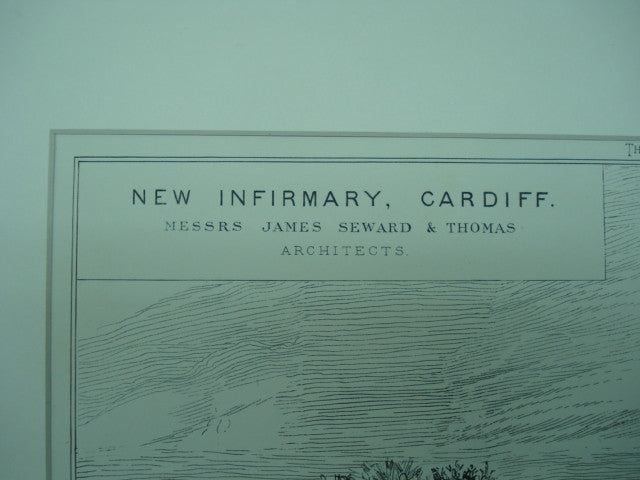 NEW INFIRMARY, CARDIFF.
MESSRS JAMES SEWARD & THOMAS
ARCHITECTS.